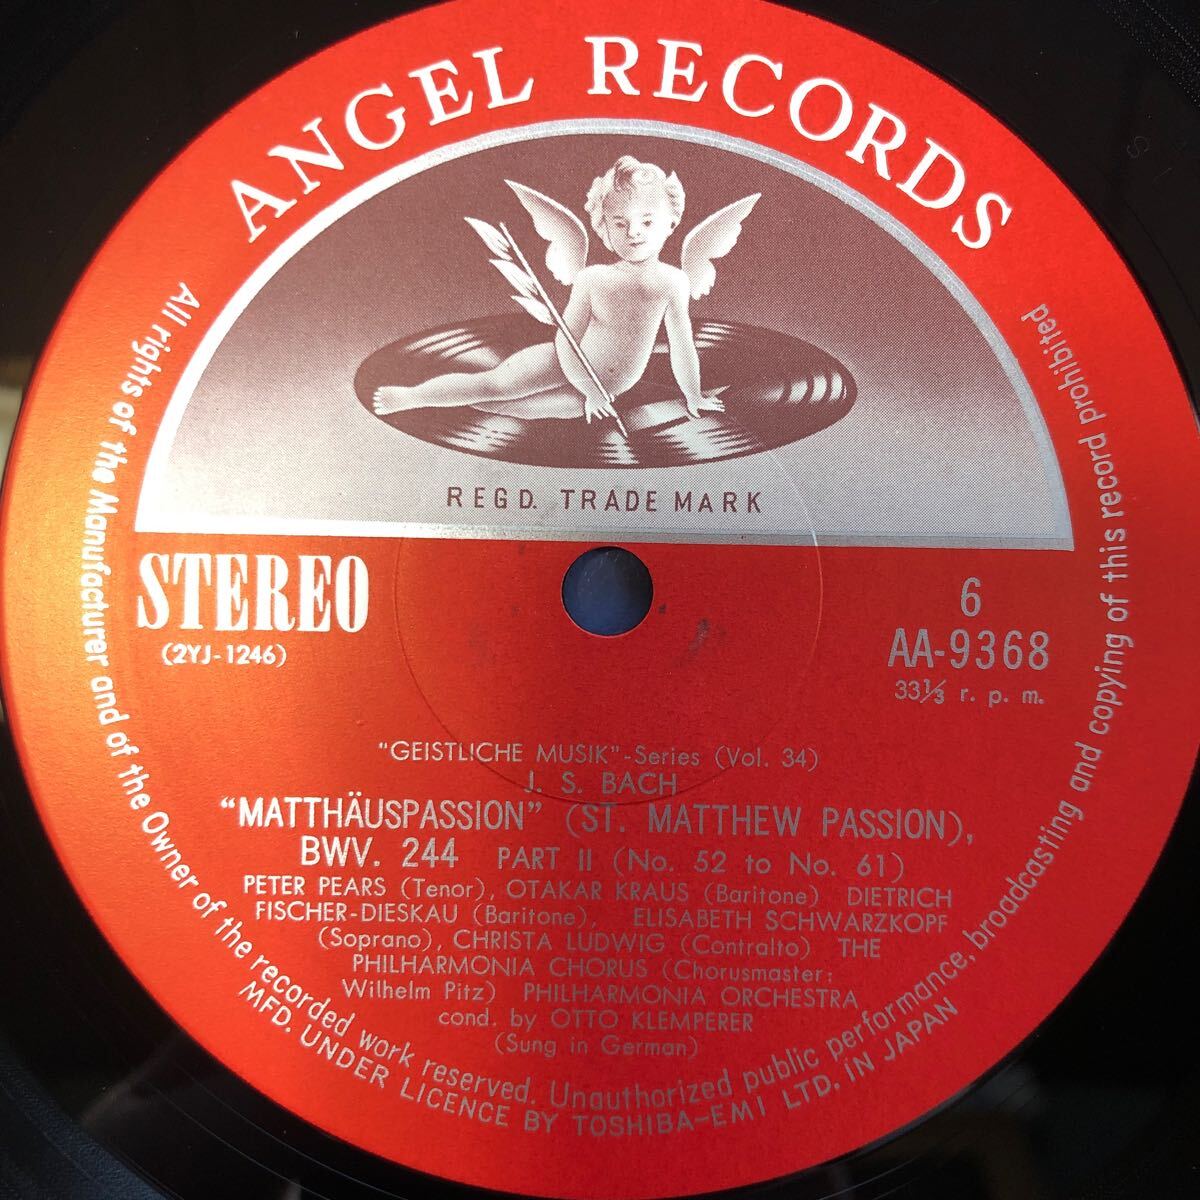 ANGEL RECORDS
REGD. TRADE MARK
STEREO
(2YJ-1246)
6
AA-9368
33⅓ r. p. m.
"GEISTLICHE MUSIK"-Series (Vol. 34)
J. S. BACH
"MATTHÄUSPASSION" (ST. MATTHEW PASSION),
BWV. 244 PART II (No. 52 to No. 61)
PETER PEARS (Tenor), OTAKAR KRAUS (Baritone) DIETRICH
FISCHER-DIESKAU (Baritone), ELISABETH SCHWARZKOPF
(Soprano), CHRISTA LUDWIG (Contralto) THE
PHILHARMONIA CHORUS (Chorusmaster:
Wilhelm Pitz) PHILHARMONIA ORCHESTRA
cond. by OTTO KLEMPERER
(Sung in German)
All rights of the Manufacturer and of the Owner of the recorded work reserved. Unauthorized public performance, broadcasting and copying of this record prohibited
MFD. UNDER LICENCE BY TOSHIBA-EMI LTD. IN JAPAN